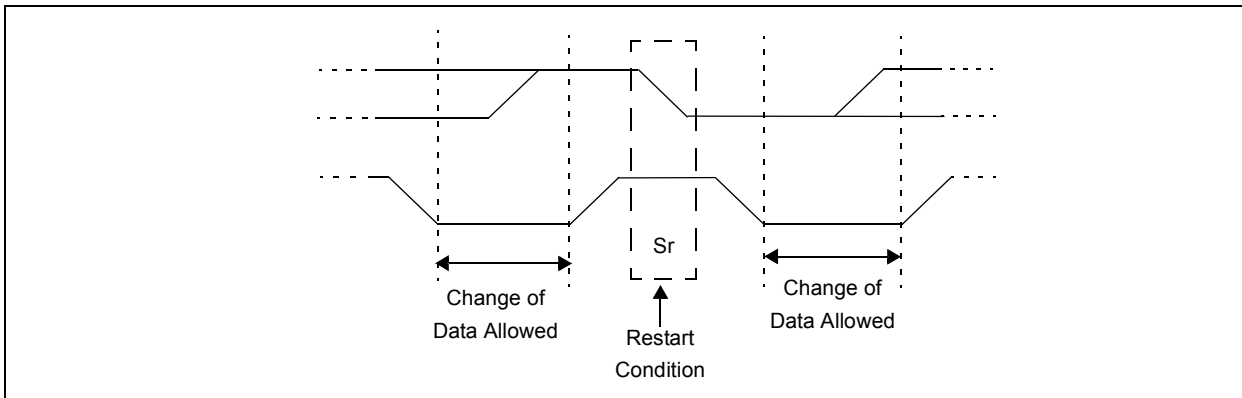 Sr
Change of
Data Allowed
Change of
Data Allowed
Restart
Condition